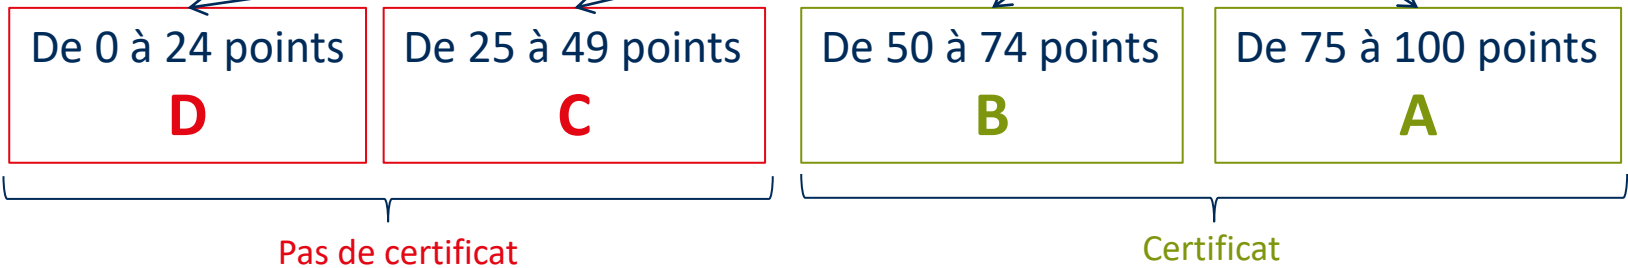 De 0 à 24 points
D
De 25 à 49 points
C
De 50 à 74 points
B
De 75 à 100 points
A
Pas de certificat
Certificat